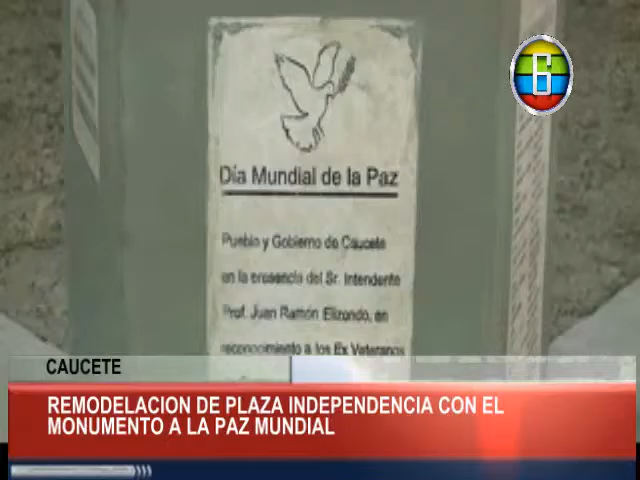 6
Día Mundial de la Paz
Pueblo y Gobierno de Caucete
en la presencia del Sr. Intendente
Prof. Juan Ramón Elizondo, en
reconocimiento a los Ex Veteranos
CAUCETE
REMODELACION DE PLAZA INDEPENDENCIA CON EL
MONUMENTO A LA PAZ MUNDIAL